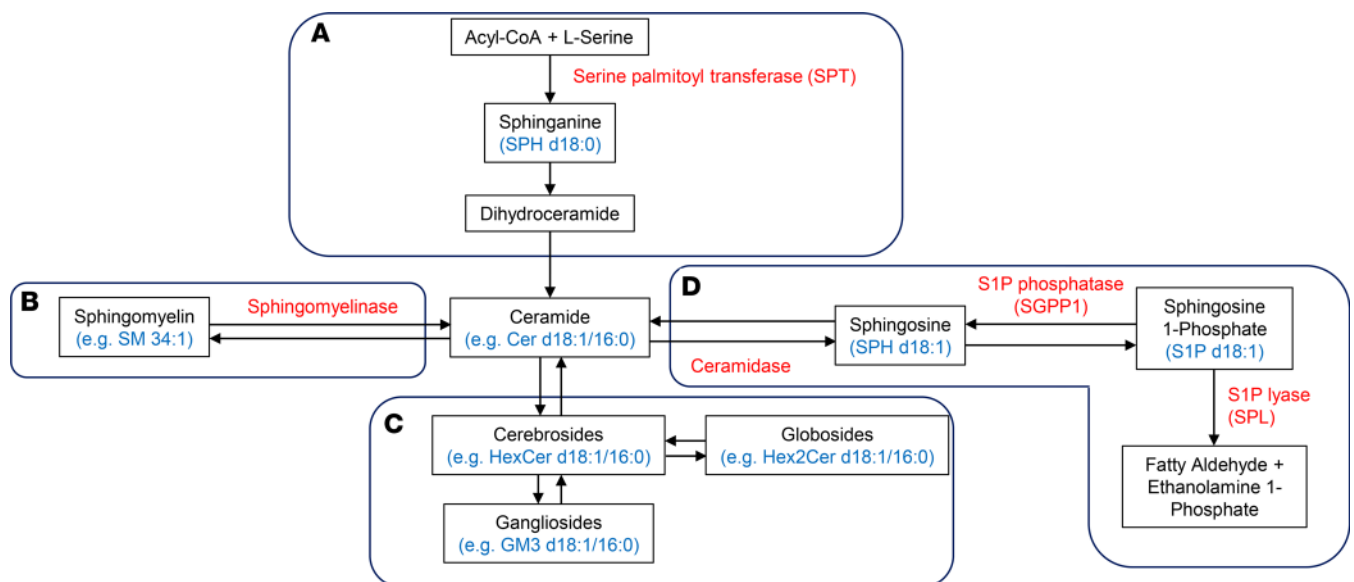 A
Acyl-CoA + L-Serine
Serine palmitoyl transferase (SPT)
Sphinganine
(SPH d18:0)
Dihydroceramide
B
Sphingomyelin
(e.g. SM 34:1)
Sphingomyelinase
Ceramide
(e.g. Cer d18:1/16:0)
D
Ceramidase
Sphingosine
(SPH d18:1)
S1P phosphatase
(SGPP1)
Sphingosine
1-Phosphate
(S1P d18:1)
S1P lyase
(SPL)
Fatty Aldehyde +
Ethanolamine 1-
Phosphate
C
Cerebrosides
(e.g. HexCer d18:1/16:0)
Globosides
(e.g. Hex2Cer d18:1/16:0)
Gangliosides
(e.g. GM3 d18:1/16:0)